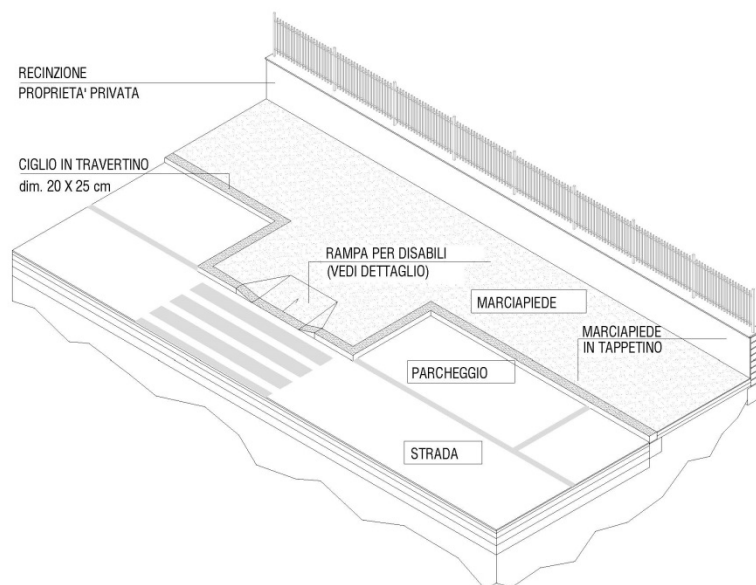 RECINZIONE
PROPRIETA' PRIVATA
CIGLIO IN TRAVERTINO
dim. 20 X 25 cm
RAMPA PER DISABILI
(VEDI DETTAGLIO)
MARCIAPIEDE
MARCIAPIEDE
IN TAPPETINO
PARCHEGGIO
STRADA